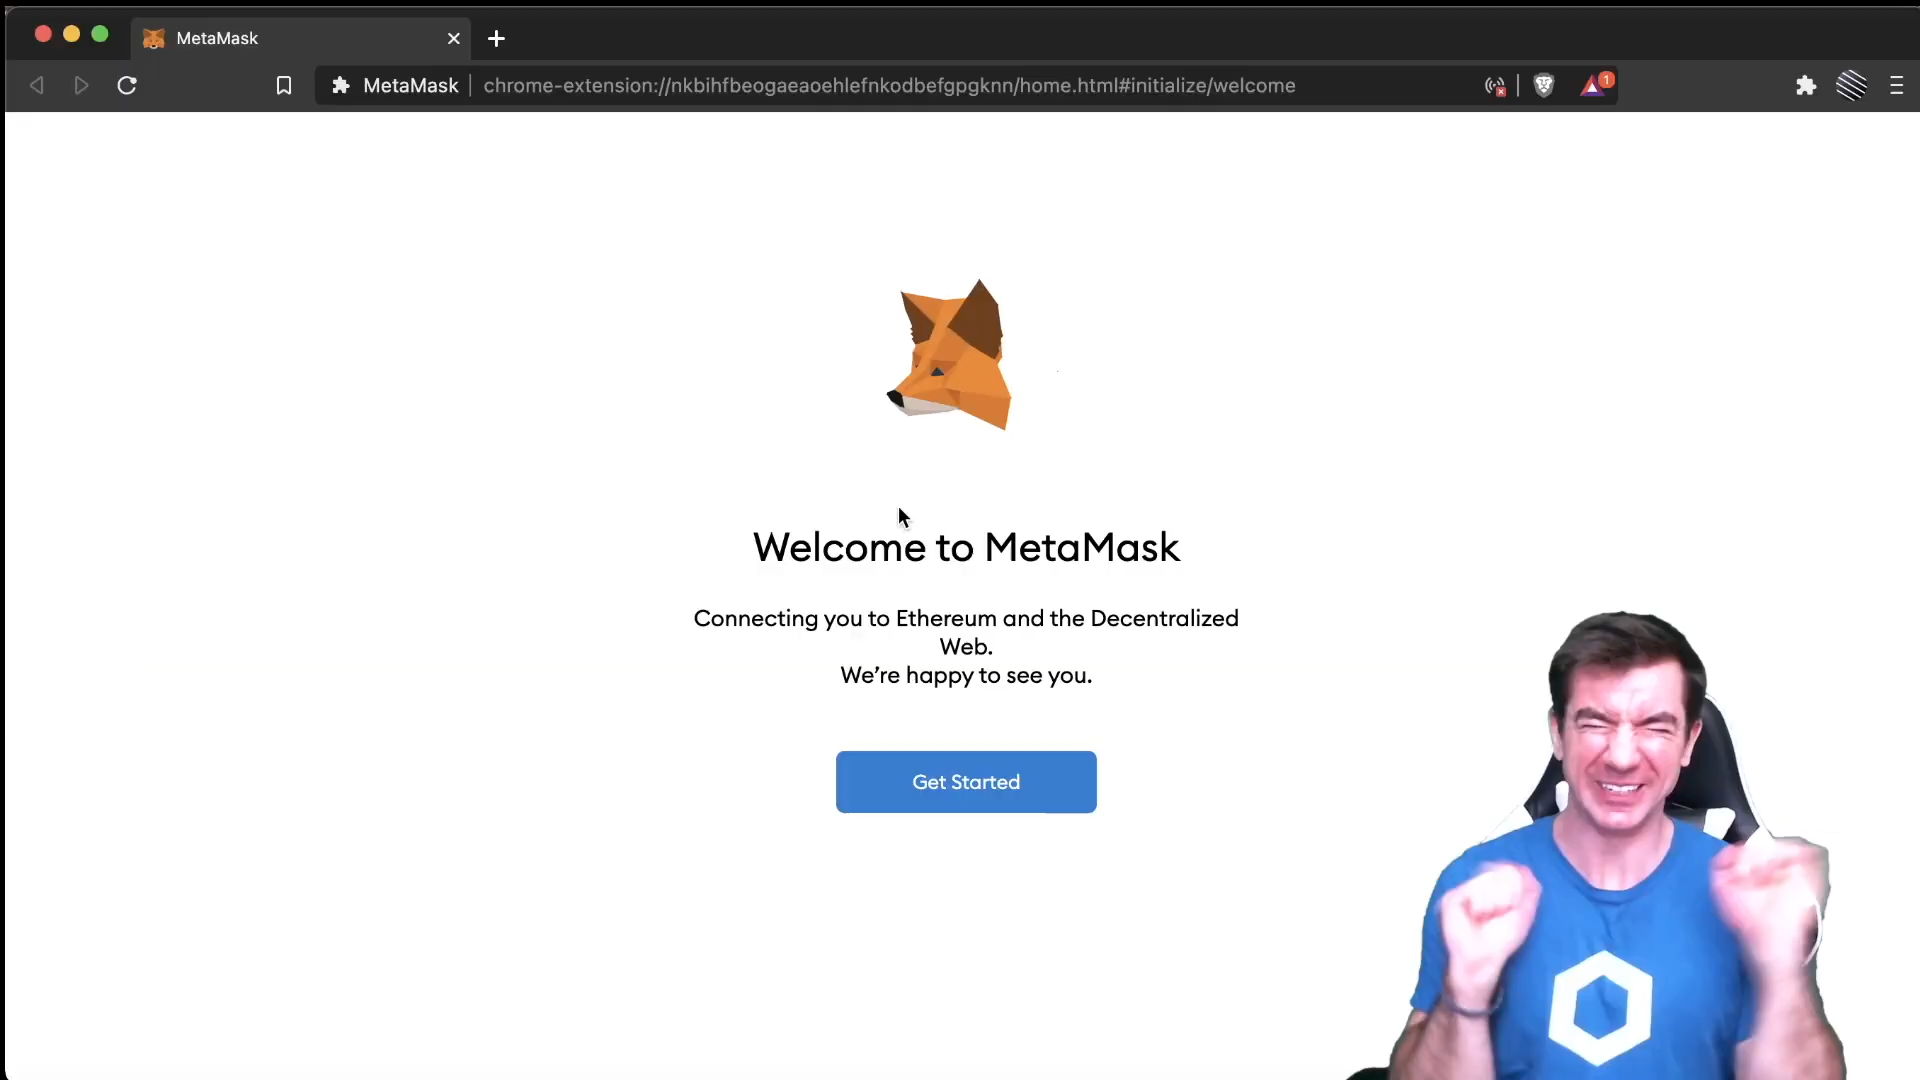 MetaMask
MetaMask
chrome-extension://nkbihfbeogaeaoehlefnkodbefgpgknn/home.html#initialize/welcome
1
Welcome to MetaMask
Connecting you to Ethereum and the Decentralized
Web.
We’re happy to see you.
Get Started